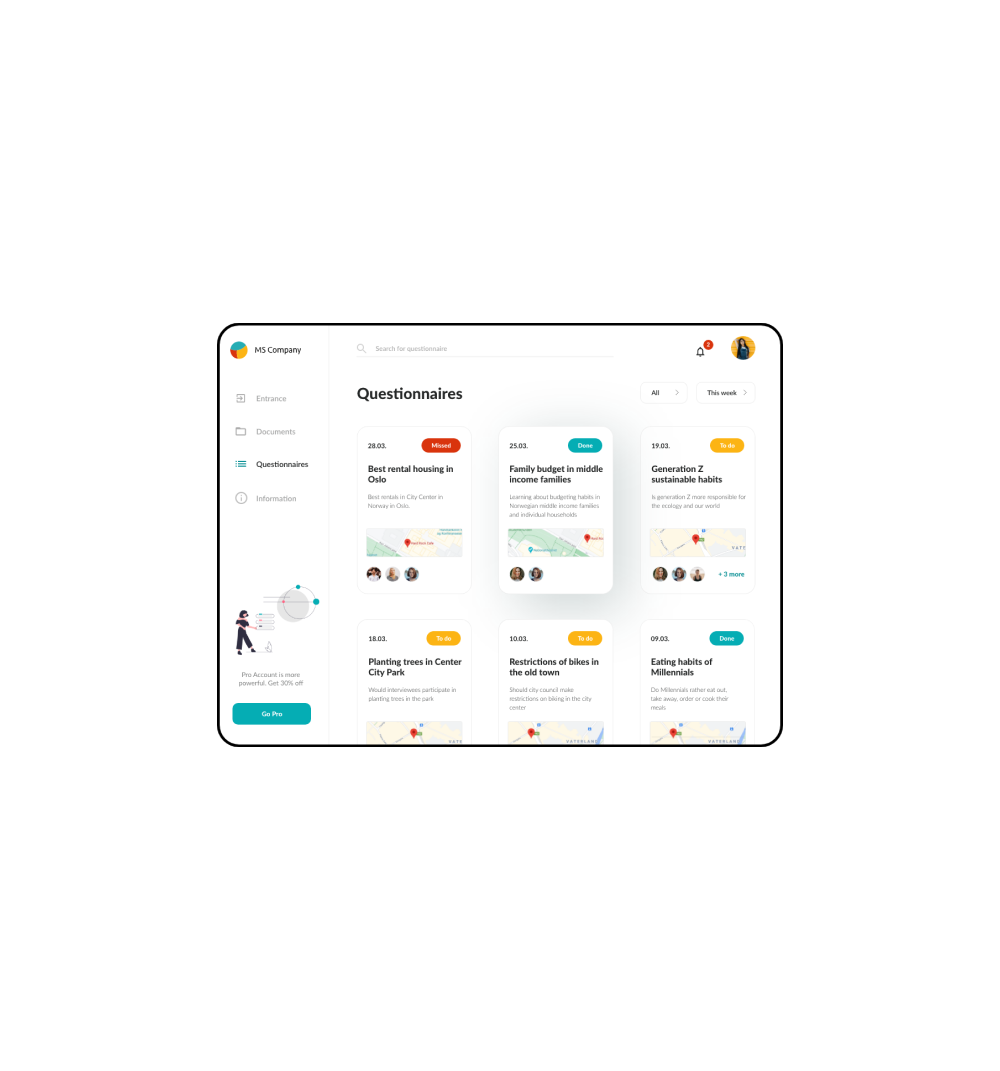 MS Company
Search for questionnaire
2
Entrance
Documents
Questionnaires
Information
Pro Account is more
powerful. Get 30% off
Go Pro
Questionnaires
All
This week
28.03.
Missed
Best rental housing in
Oslo
Best rentals in City Center in
Norway in Oslo.
25.03.
Done
Family budget in middle
income families
Learning about budgeting habits in
Norwegian middle income families
and individual households
19.03.
To do
Generation Z
sustainable habits
Is generation Z more responsible for
the ecology and our world
Hard Rock Cafe
VATE
+ 3 more
18.03.
To do
Planting trees in Center
City Park
Would interviewees participate in
planting trees in the park
VATE
10.03.
To do
Restrictions of bikes in
the old town
Should city council make
restrictions on biking in the city
center
VATERLAND
09.03.
Done
Eating habits of
Millennials
Do Millennials rather eat out,
take away, order or cook their
meals
VATERLAN